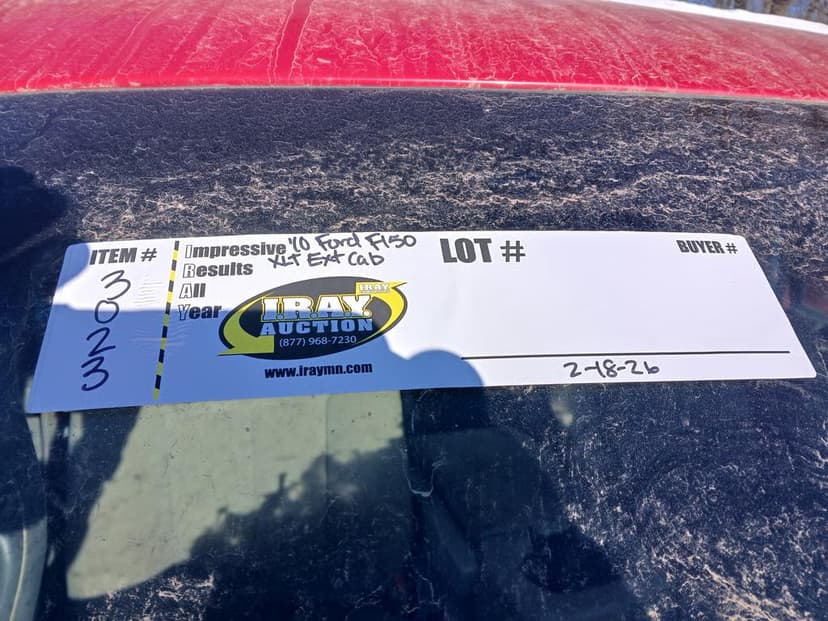 ITEM #
3
0
2
3
Impressive
Results
All
Year
'10 Ford F150
XLT Ext Cab
I.R.A.Y.
I.R.A.Y.
AUCTION
(877) 968-7230
www.iraymn.com
LOT #
BUYER #
2-18-26